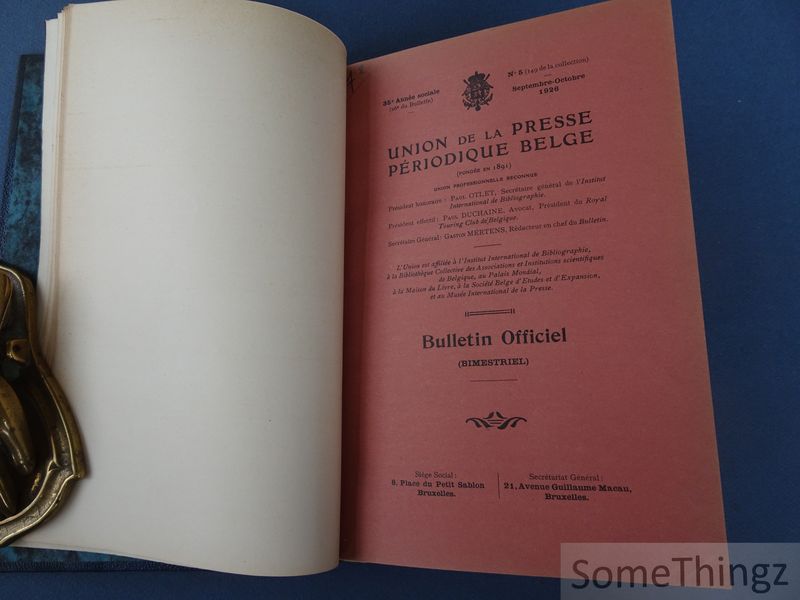 35e Année sociale
(26e du Bulletin)
N° 5 (149 de la collection)
Septembre-Octobre
1926
UNION DE LA PRESSE
PÉRIODIQUE BELGE
(FONDÉE EN 1891)
UNION PROFESSIONNELLE RECONNUE
Président honoraire : PAUL OTLET, Secrétaire général de l'Institut
International de Bibliographie.
Président effectif : PAUL DUCHAINE, Avocat, Président du Royal
Touring Club de Belgique.
Secrétaire Général : GASTON MERTENS, Rédacteur en chef du Bulletin.
L'Union est affiliée à l'Institut International de Bibliographie,
à la Bibliothèque Collective des Associations et Institutions scientifiques
de Belgique, au Palais Mondial,
à la Maison du Livre, à la Société Belge d'Etudes et d'Expansion,
et au Musée International de la Presse.
Bulletin Officiel
(BIMESTRIEL)
Siège Social :
8, Place du Petit Sablon
Bruxelles.
Secrétariat Général :
21, Avenue Guillaume Macau,
Bruxelles.
SomeThingz